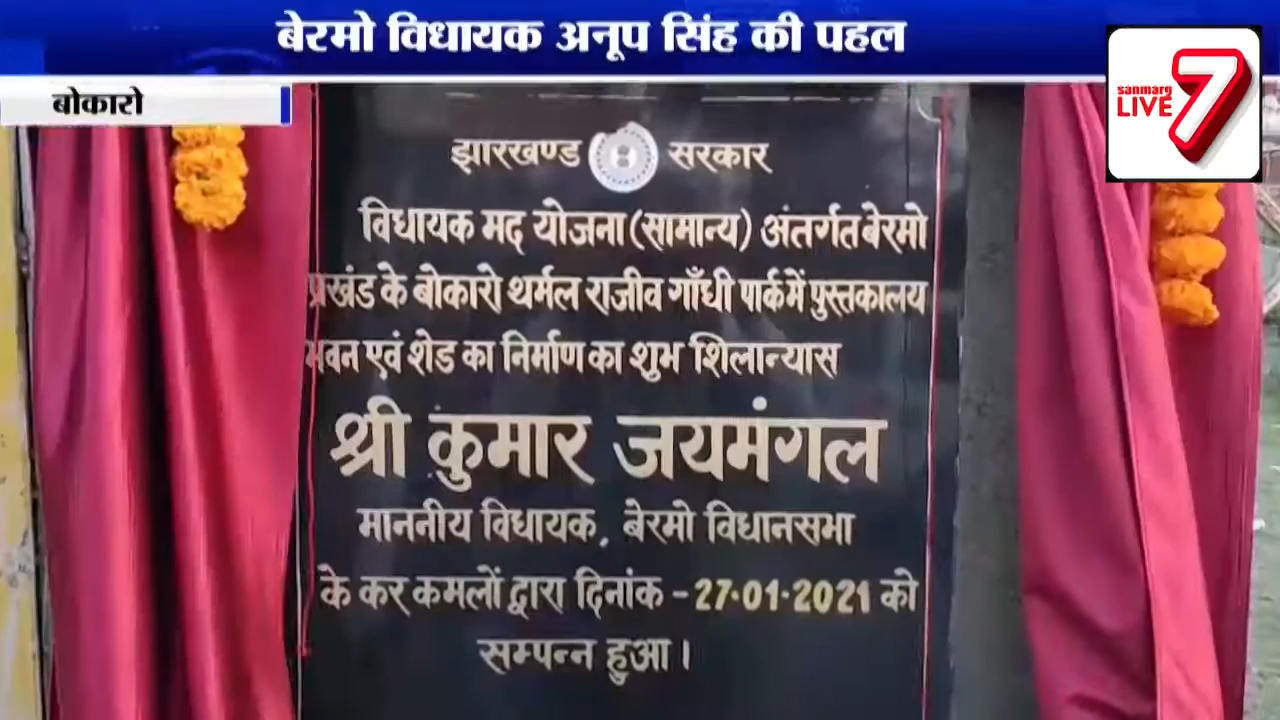 बेरमो विधायक अनूप सिंह की पहल
बोकारो
sanmarg
LIVE 7
झारखण्ड सरकार
विधायक मद योजना (सामान्य) अंतर्गत बेरमो
प्रखंड के बोकारो थर्मल राजीव गाँधी पार्क में पुस्तकालय
भवन एवं शेड का निर्माण का शुभ शिलान्यास
श्री कुमार जयमंगल
माननीय विधायक, बेरमो विधानसभा
के कर कमलों द्वारा दिनांक - 27.01.2021 को
सम्पन्न हुआ।